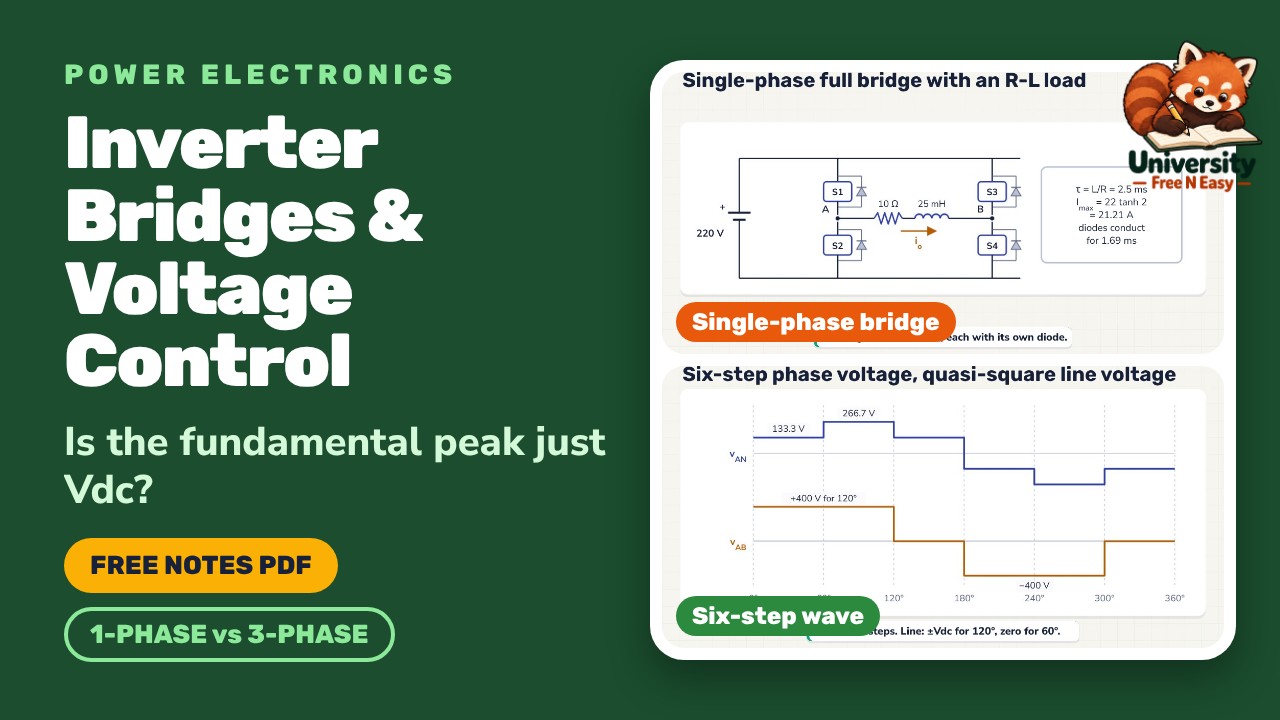 POWER ELECTRONICS
Inverter
Bridges &
Voltage
Control
Is the fundamental peak just
Vdc?
FREE NOTES PDF
1-PHASE vs 3-PHASE
Single-phase full bridge with an R-L load
University
Free N Easy
S1
S3
S2
S4
A
B
10 Ω
25 mH
+
220 V
io
τ = L/R = 2.5 ms
Imax = 22 tanh 2
= 21.21 A
diodes conduct
for 1.69 ms
Single-phase bridge
each with its own diode.
Six-step phase voltage, quasi-square line voltage
266.7 V
133.3 V
vAN
+400 V for 120°
vAB
−400 V
120°
180°
240°
300°
360°
Six-step wave
steps. Line: ±Vdc for 120°, zero for 60°.